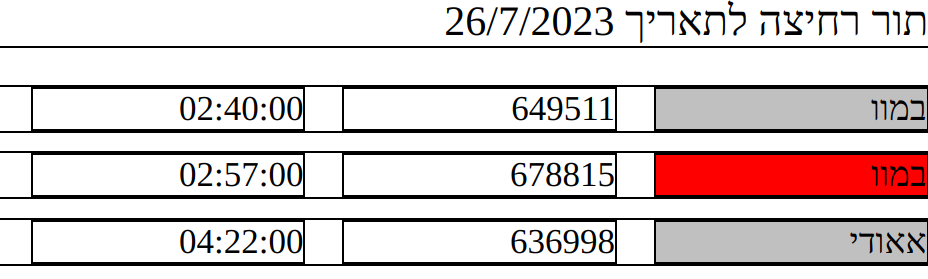 תור רחיצה לתאריך 26/7/2023
במוו 649511 02:40:00
במוו 678815 02:57:00
אאודי 636998 04:22:00